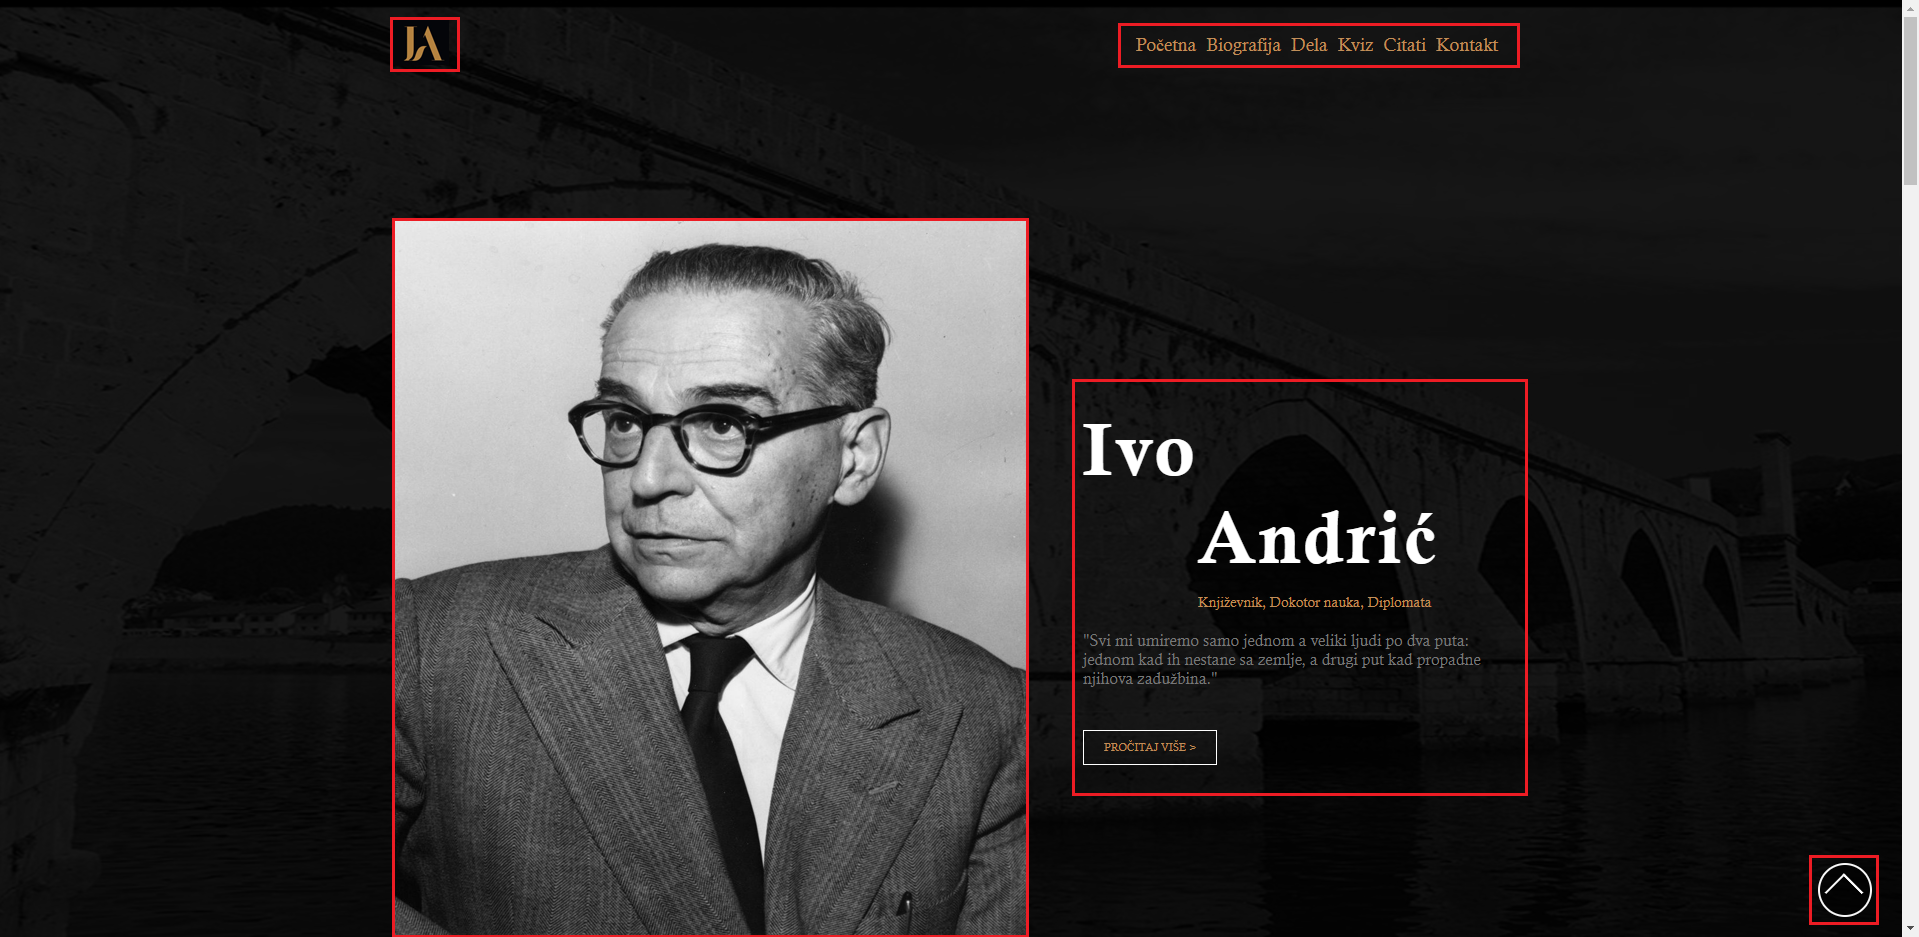 IA
Početna Biografija Dela Kviz Citati Kontakt
Ivo
Andrić
Književnik, Dokotor nauka, Diplomata
"Svi mi umiremo samo jednom a veliki ljudi po dva puta:
jednom kad ih nestane sa zemlje, a drugi put kad propadne
njihova zadužbina."
PROČITAJ VIŠE >